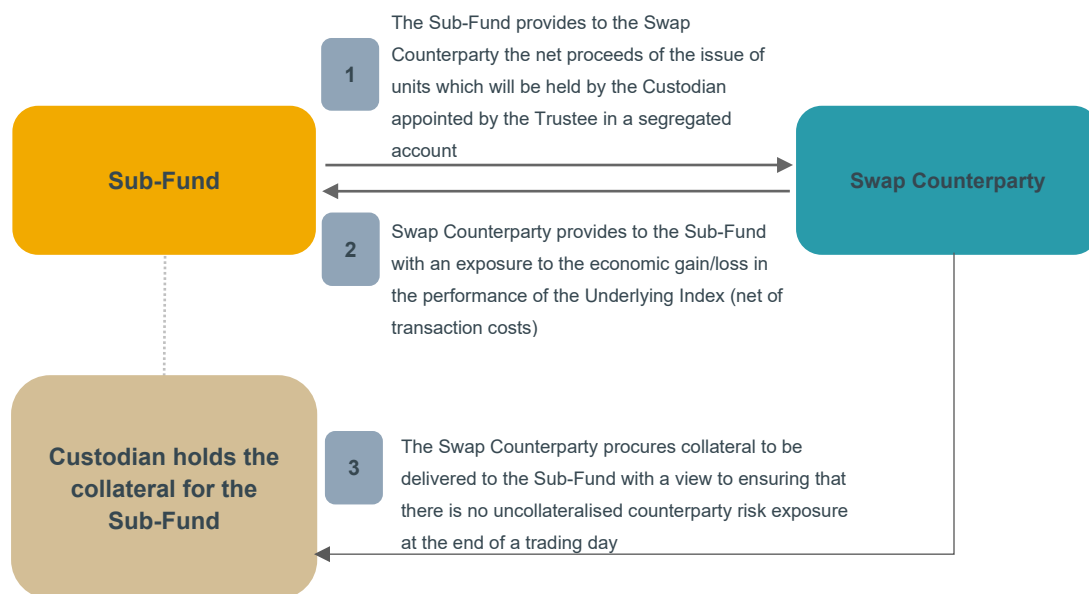 The Sub-Fund provides to the Swap
Counterparty the net proceeds of the issue of
1
units which will be held by the Custodian
appointed by the Trustee in a segregated
account
Sub-Fund
Swap Counterparty
2
Swap Counterparty provides to the Sub-Fund
with an exposure to the economic gain/loss in
the performance of the Underlying Index (net of
transaction costs)
Custodian holds the
collateral for the
Sub-Fund
3
The Swap Counterparty procures collateral to be
delivered to the Sub-Fund with a view to ensuring that
there is no uncollateralised counterparty risk exposure
at the end of a trading day